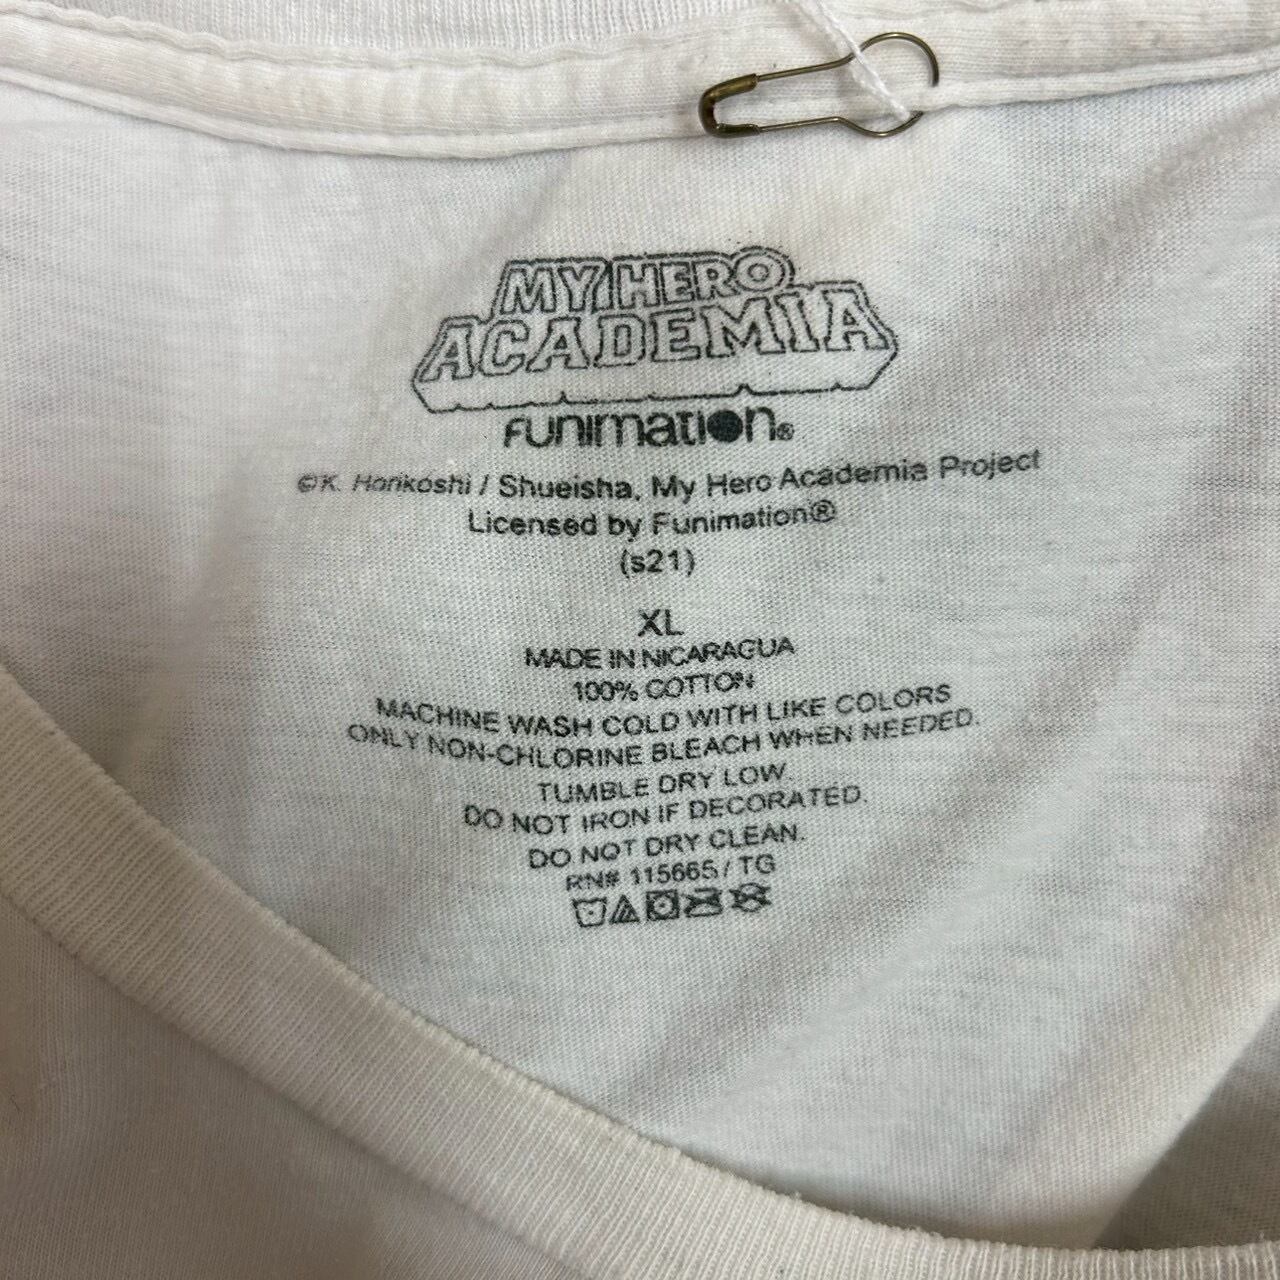 MY HERO
ACADEMIA
FUNIMATION®
©K. Horikoshi / Shueisha, My Hero Academia Project
Licensed by Funimation®
(s21)
XL
MADE IN NICARAGUA
100% COTTON
MACHINE WASH COLD WITH LIKE COLORS
ONLY NON-CHLORINE BLEACH WHEN NEEDED.
TUMBLE DRY LOW.
DO NOT IRON IF DECORATED.
DO NOT DRY CLEAN.
RN# 115665 / TG